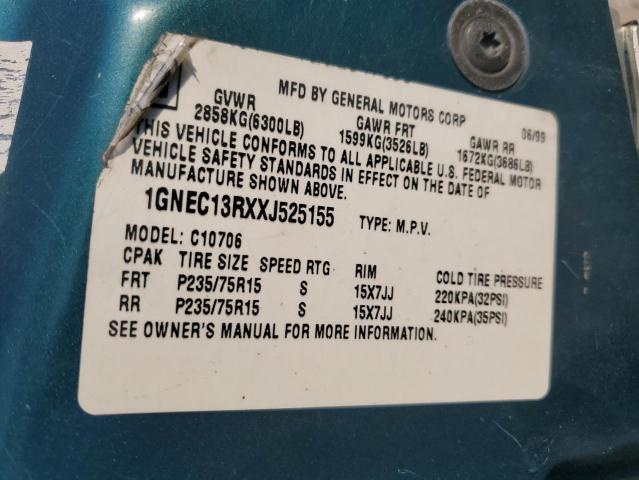 MFD BY GENERAL MOTORS CORP 06/99
GVWR GAWR FRT GAWR RR
2858KG(6300LB) 1599KG(3526LB) 1672KG(3686LB)
THIS VEHICLE CONFORMS TO ALL APPLICABLE U.S. FEDERAL MOTOR
VEHICLE SAFETY STANDARDS IN EFFECT ON THE DATE OF
MANUFACTURE SHOWN ABOVE.
1GNEC13RXXJ525155 TYPE: M.P.V.
MODEL: C10706
CPAK TIRE SIZE SPEED RTG RIM COLD TIRE PRESSURE
FRT P235/75R15 S 15X7JJ 220KPA(32PSI)
RR P235/75R15 S 15X7JJ 240KPA(35PSI)
SEE OWNER'S MANUAL FOR MORE INFORMATION.